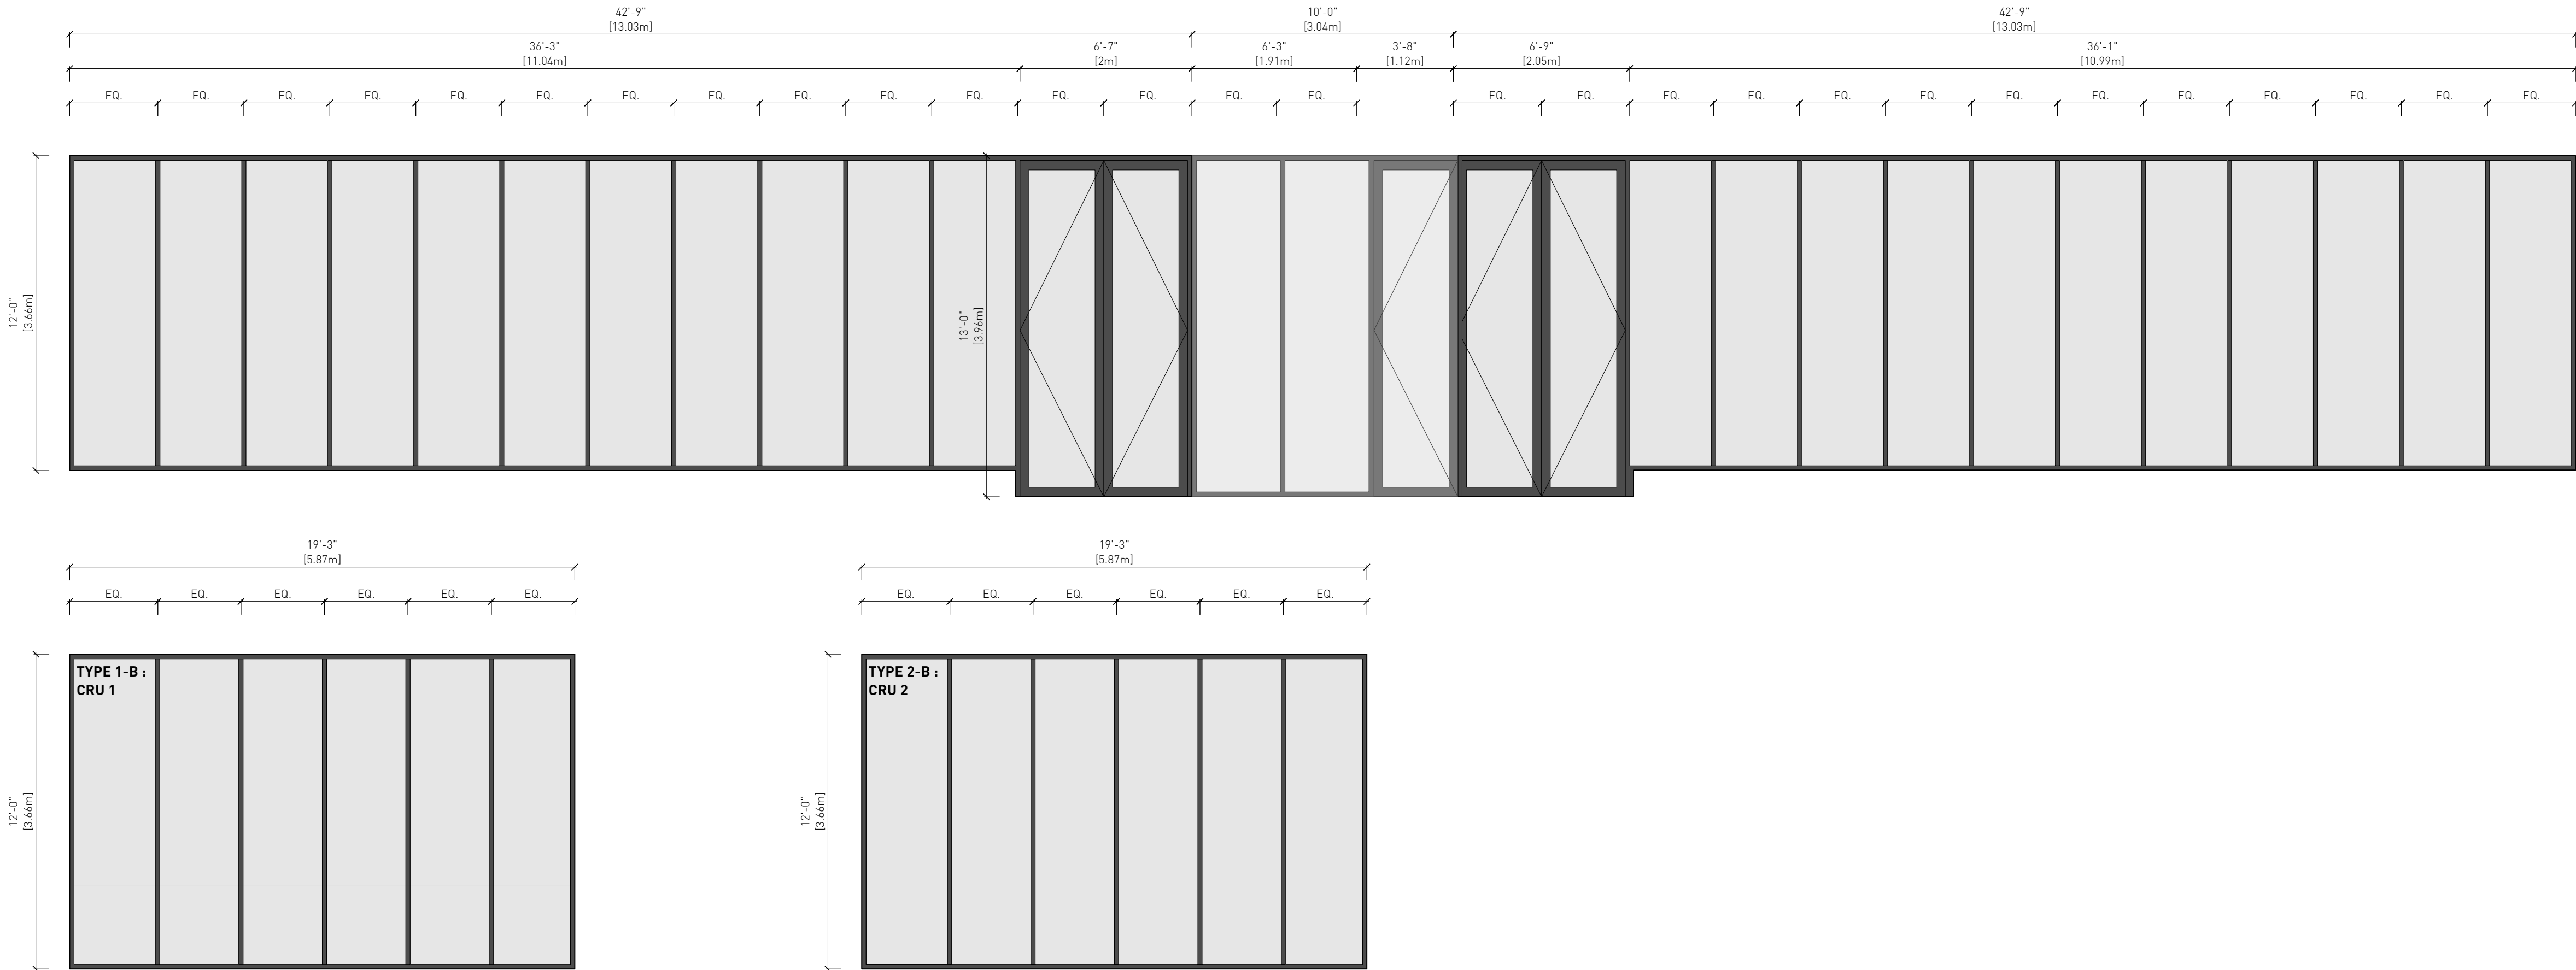 42'-9"
[13.03m]
10'-0"
[3.04m]
42'-9"
[13.03m]
36'-3"
[11.04m]
6'-7"
[2m]
6'-3"
[1.91m]
3'-8"
[1.12m]
6'-9"
[2.05m]
36'-1"
[10.99m]
EQ. EQ. EQ. EQ. EQ. EQ. EQ. EQ. EQ. EQ. EQ. EQ. EQ. EQ. EQ. EQ. EQ. EQ. EQ. EQ. EQ. EQ. EQ. EQ. EQ. EQ. EQ. EQ.
12'-0"
[3.66m]
13'-0"
[3.96m]
19'-3"
[5.87m]
EQ. EQ. EQ. EQ. EQ. EQ.
12'-0"
[3.66m]
TYPE 1-B :
CRU 1
19'-3"
[5.87m]
EQ. EQ. EQ. EQ. EQ. EQ.
12'-0"
[3.66m]
TYPE 2-B :
CRU 2